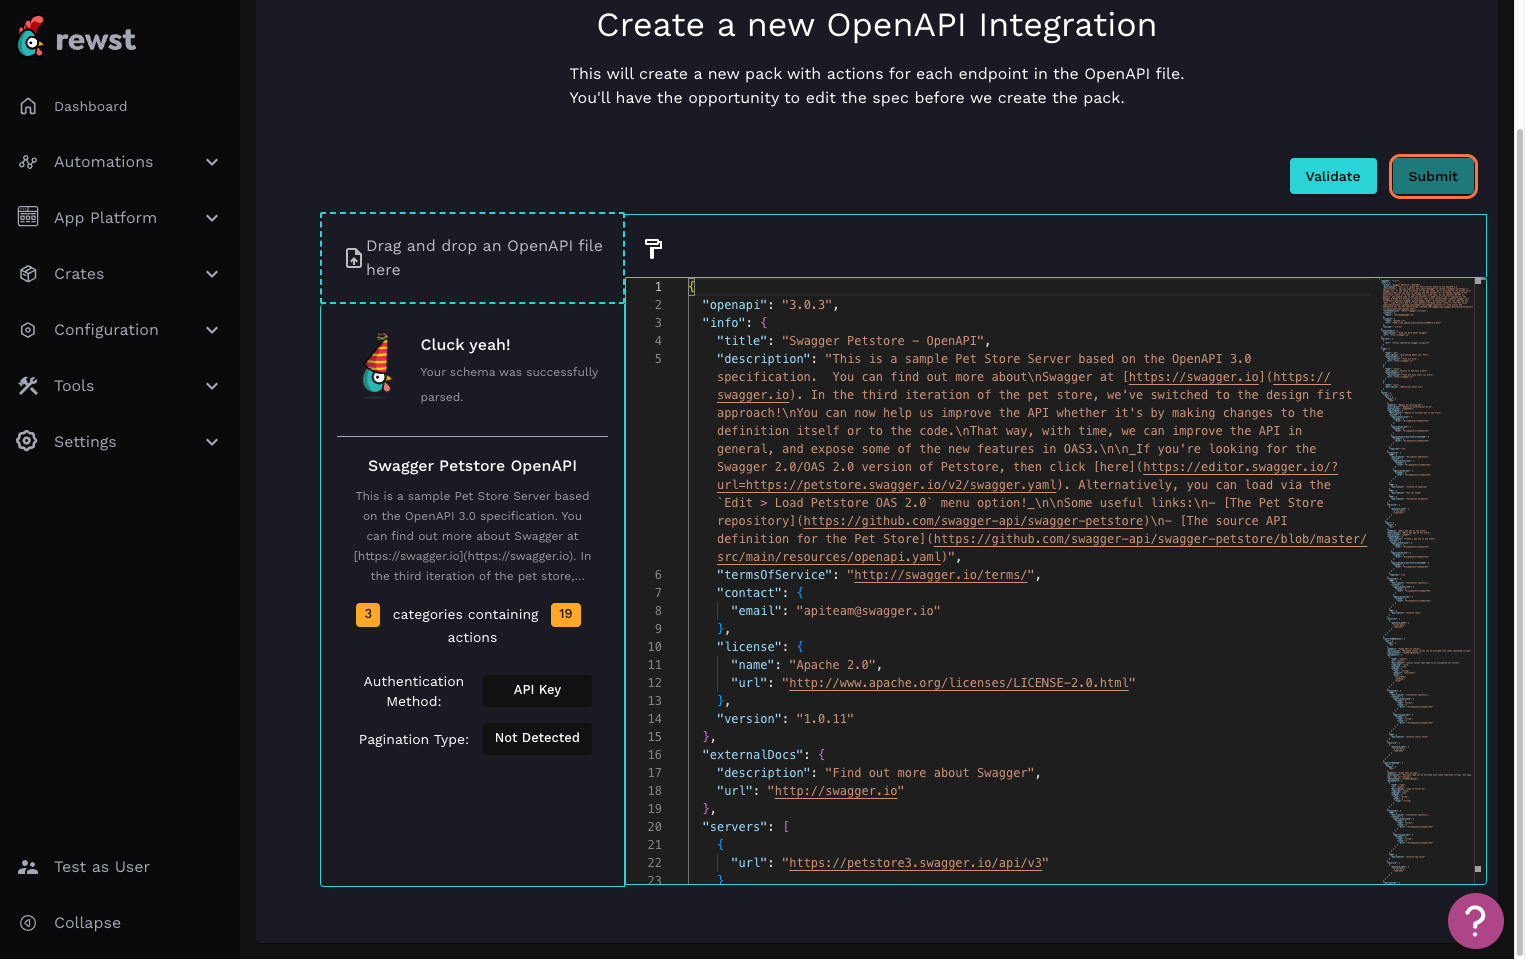 rewst
Dashboard
Automations
App Platform
Crates
Configuration
Tools
Settings
Test as User
Collapse
Create a new OpenAPI Integration
This will create a new pack with actions for each endpoint in the OpenAPI file.
You'll have the opportunity to edit the spec before we create the pack.
Validate
Submit
Drag and drop an OpenAPI file
here
Cluck yeah!
Your schema was successfully
parsed.
Swagger Petstore OpenAPI
This is a sample Pet Store Server based
on the OpenAPI 3.0 specification. You
can find out more about Swagger at
[https://swagger.io](https://swagger.io). In
the third iteration of the pet store,...
3 categories containing 19
actions
Authentication
Method:
API Key
Pagination Type: Not Detected
1 {
2 "openapi": "3.0.3",
3 "info": {
4 "title": "Swagger Petstore - OpenAPI",
5 "description": "This is a sample Pet Store Server based on the OpenAPI 3.0
specification.  You can find out more about\nSwagger at [https://swagger.io](https://
swagger.io). In the third iteration of the pet store, we've switched to the design first
approach!\nYou can now help us improve the API whether it's by making changes to the
definition itself or to the code.\nThat way, with time, we can improve the API in
general, and expose some of the new features in OAS3.\n\n_If you're looking for the
Swagger 2.0/OAS 2.0 version of Petstore, then click [here](https://editor.swagger.io/?
url=https://petstore.swagger.io/v2/swagger.yaml). Alternatively, you can load via the
`Edit > Load Petstore OAS 2.0` menu option!_\n\nSome useful links:\n- [The Pet Store
repository](https://github.com/swagger-api/swagger-petstore)\n- [The source API
definition for the Pet Store](https://github.com/swagger-api/swagger-petstore/blob/master/
src/main/resources/openapi.yaml)",
6 "termsOfService": "http://swagger.io/terms/",
7 "contact": {
8 "email": "apiteam@swagger.io"
9 },
10 "license": {
11 "name": "Apache 2.0",
12 "url": "http://www.apache.org/licenses/LICENSE-2.0.html"
13 },
14 "version": "1.0.11"
15 },
16 "externalDocs": {
17 "description": "Find out more about Swagger",
18 "url": "http://swagger.io"
19 },
20 "servers": [
21 {
22 "url": "https://petstore3.swagger.io/api/v3"
23 }
?